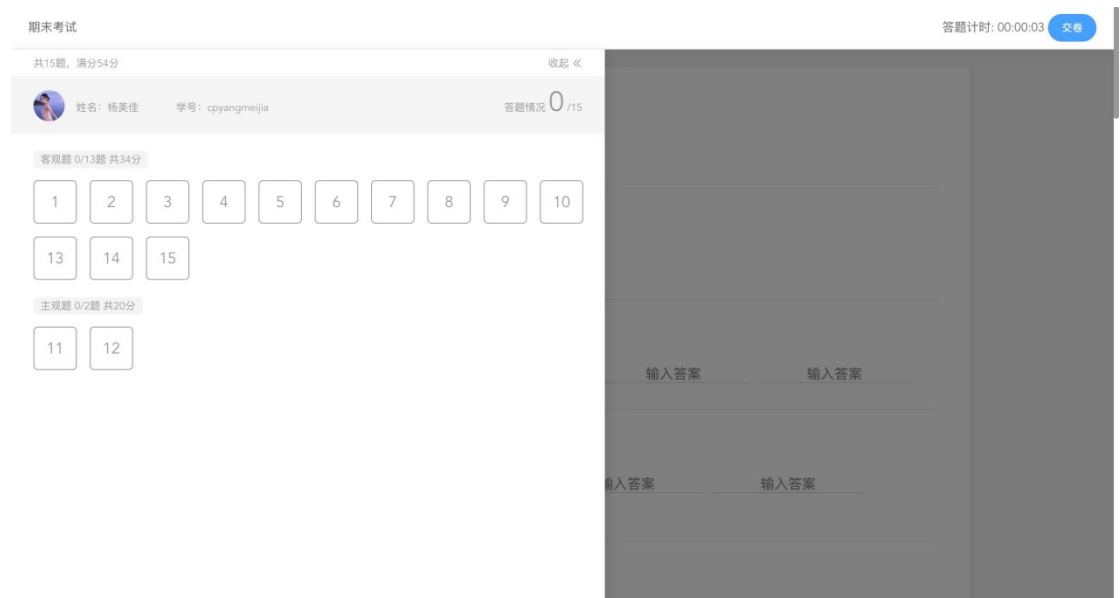 期末考试
答题计时: 00:00:03 交卷
共15题，满分54分 收起 《
姓名：杨美佳 学号：cpyangmeijia 答题情况 0 /15
客观题 0/13题 共34分
1 2 3 4 5 6 7 8 9 10
13 14 15
主观题 0/2题 共20分
11 12
输入答案 输入答案
输入答案 输入答案